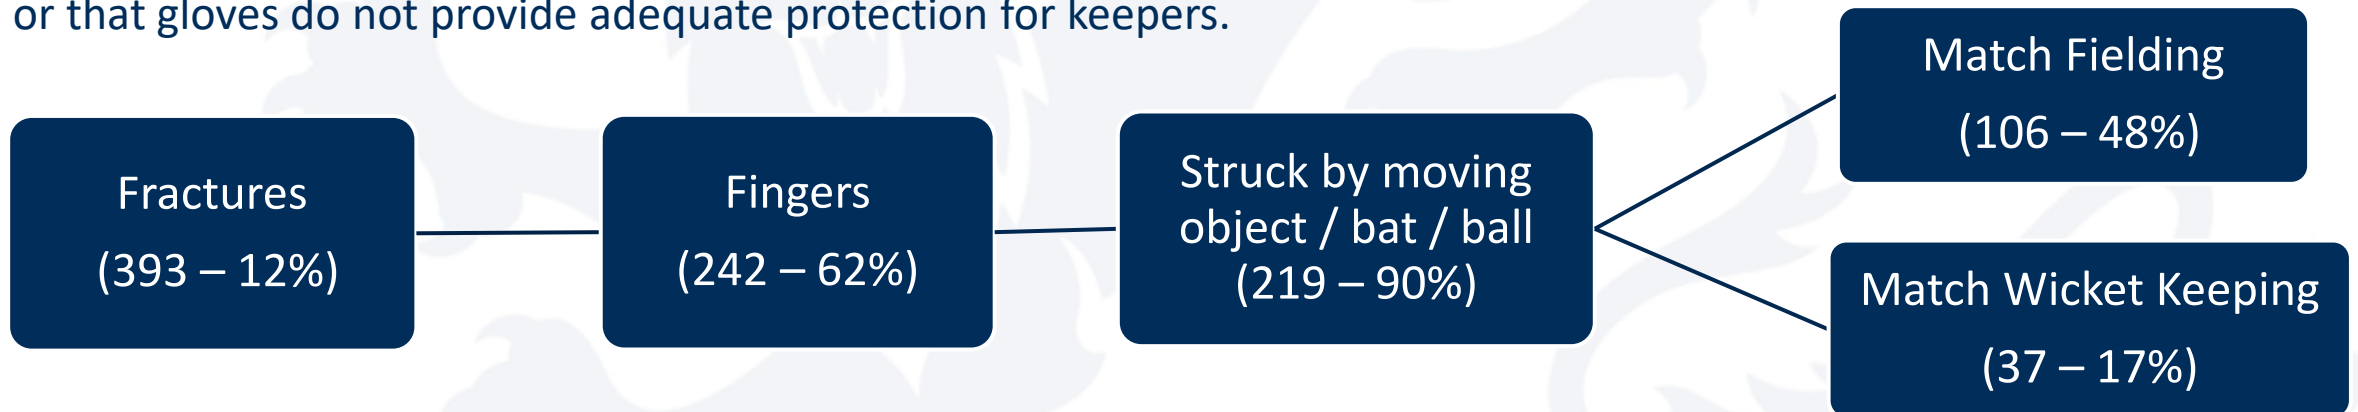 or that gloves do not provide adequate protection for keepers.
Fractures
(393 – 12%)
Fingers
(242 – 62%)
Struck by moving
object / bat / ball
(219 – 90%)
Match Fielding
(106 – 48%)
Match Wicket Keeping
(37 – 17%)